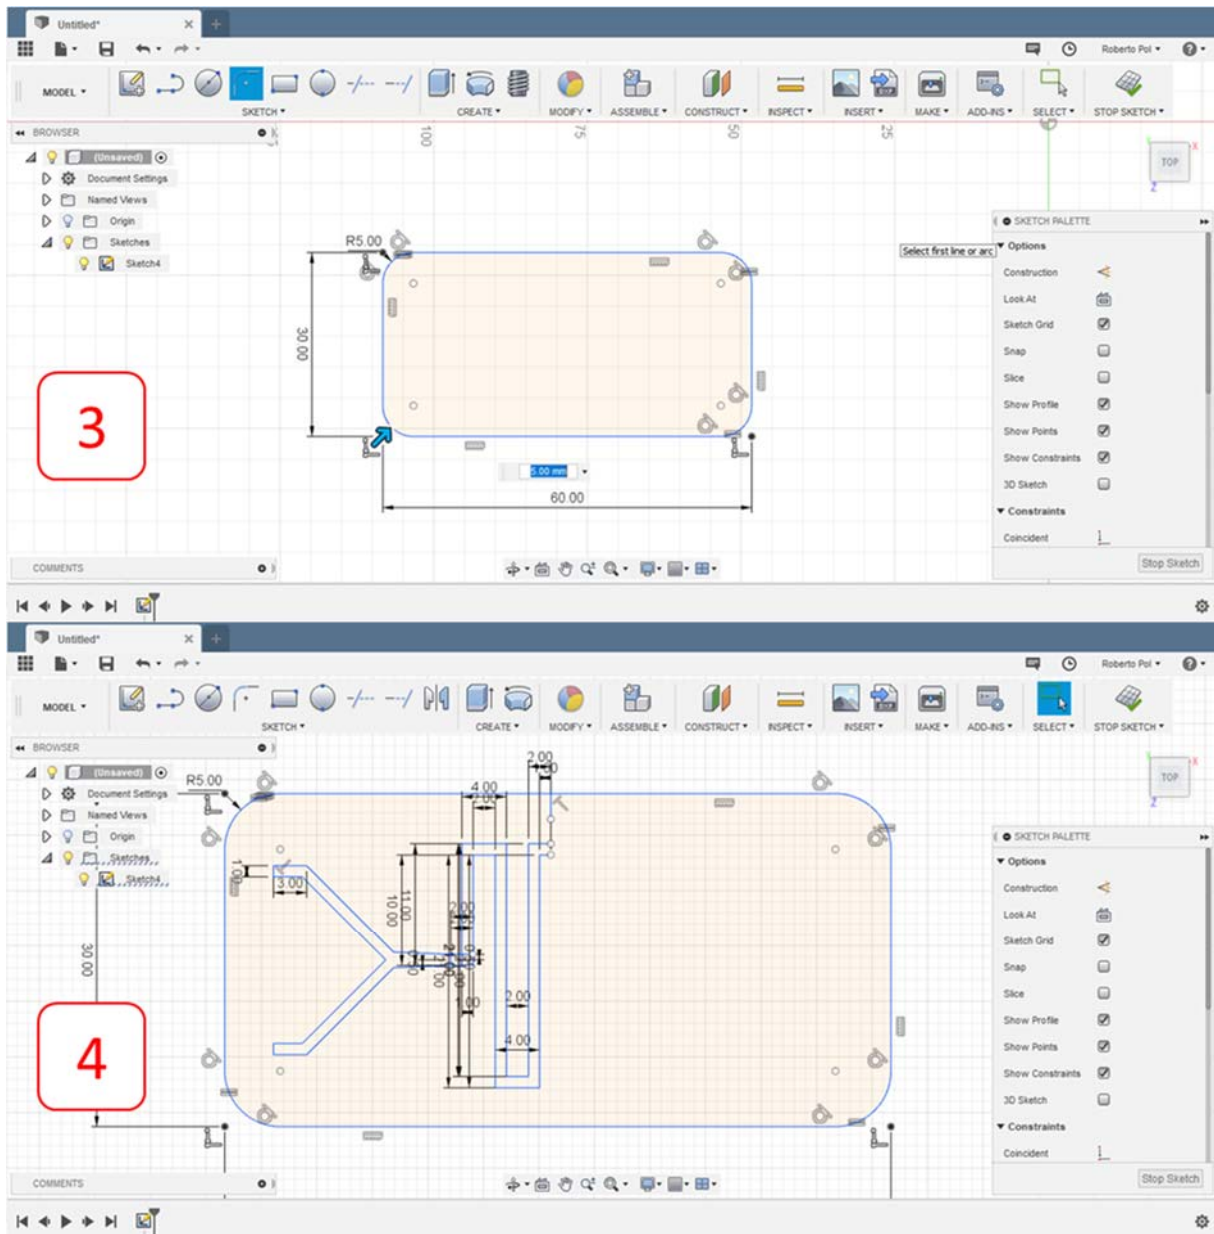 Untitled*
Roberto Pol
MODEL
SKETCH CREATE MODIFY ASSEMBLE CONSTRUCT INSPECT INSERT MAKE ADD-INS SELECT STOP SKETCH
BROWSER
100 75 50 25
(Unsaved)
TOP
X
Z
Document Settings
Named Views
Origin
Sketches
Sketch4
SKETCH PALETTE
Options
Select first line or arc
Construction
Look At
Sketch Grid
Snap
Slice
Show Profile
Show Points
Show Constraints
3D Sketch
Constraints
Coincident
Stop Sketch
R5.00
30.00
3
5.00 mm
60.00
COMMENTS
Untitled*
Roberto Pol
MODEL
SKETCH CREATE MODIFY ASSEMBLE CONSTRUCT INSPECT INSERT MAKE ADD-INS SELECT STOP SKETCH
BROWSER
(Unsaved)
TOP
X
Z
Document Settings
Named Views
Origin
Sketches
Sketch4
R5.00
2.00
4.00
1.00
3.00
11.00
10.00
30.00
2.00
4.00
4
SKETCH PALETTE
Options
Construction
Look At
Sketch Grid
Snap
Slice
Show Profile
Show Points
Show Constraints
3D Sketch
Constraints
Coincident
Stop Sketch
COMMENTS